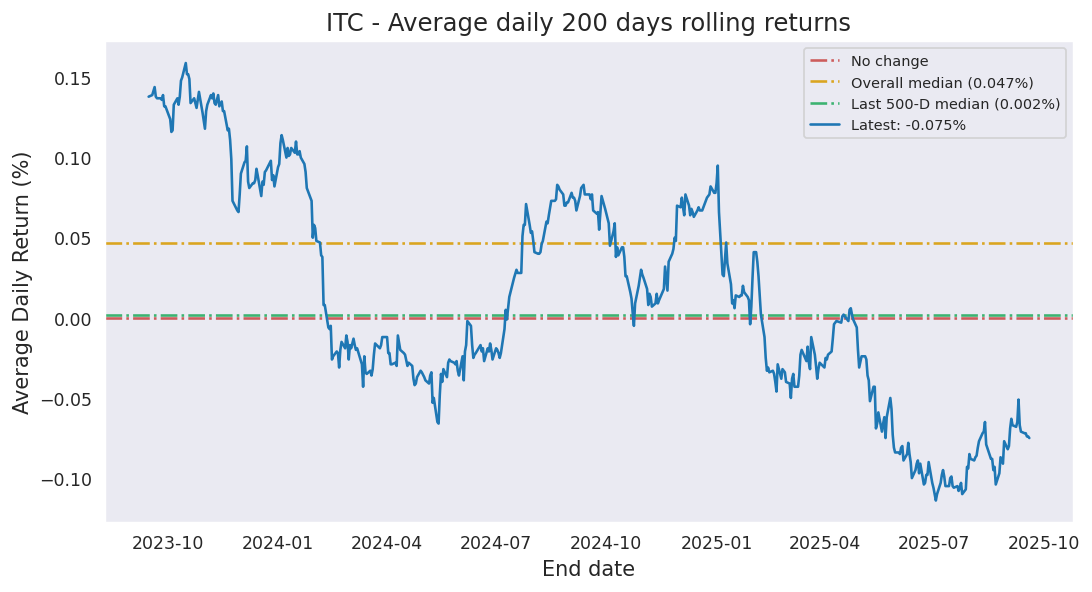 ITC - Average daily 200 days rolling returns
No change
Overall median (0.047%)
Last 500-D median (0.002%)
Latest: -0.075%
Average Daily Return (%)
0.15
0.10
0.05
0.00
−0.05
−0.10
2023-10 2024-01 2024-04 2024-07 2024-10 2025-01 2025-04 2025-07 2025-10
End date